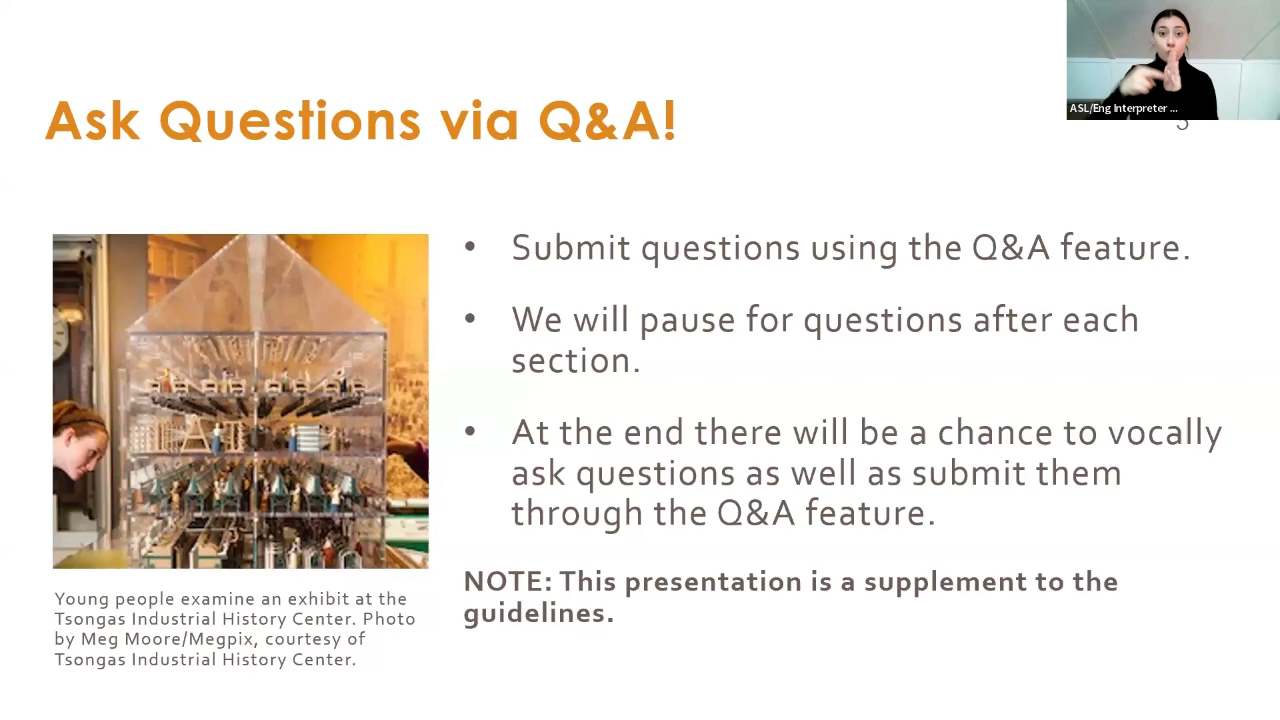 ASL/Eng Interpreter ...
Ask Questions via Q&A!
• Submit questions using the Q&A feature.
• We will pause for questions after each
section.
• At the end there will be a chance to vocally
ask questions as well as submit them
through the Q&A feature.
NOTE: This presentation is a supplement to the
guidelines.
Young people examine an exhibit at the
Tsongas Industrial History Center. Photo
by Meg Moore/Megpix, courtesy of
Tsongas Industrial History Center.